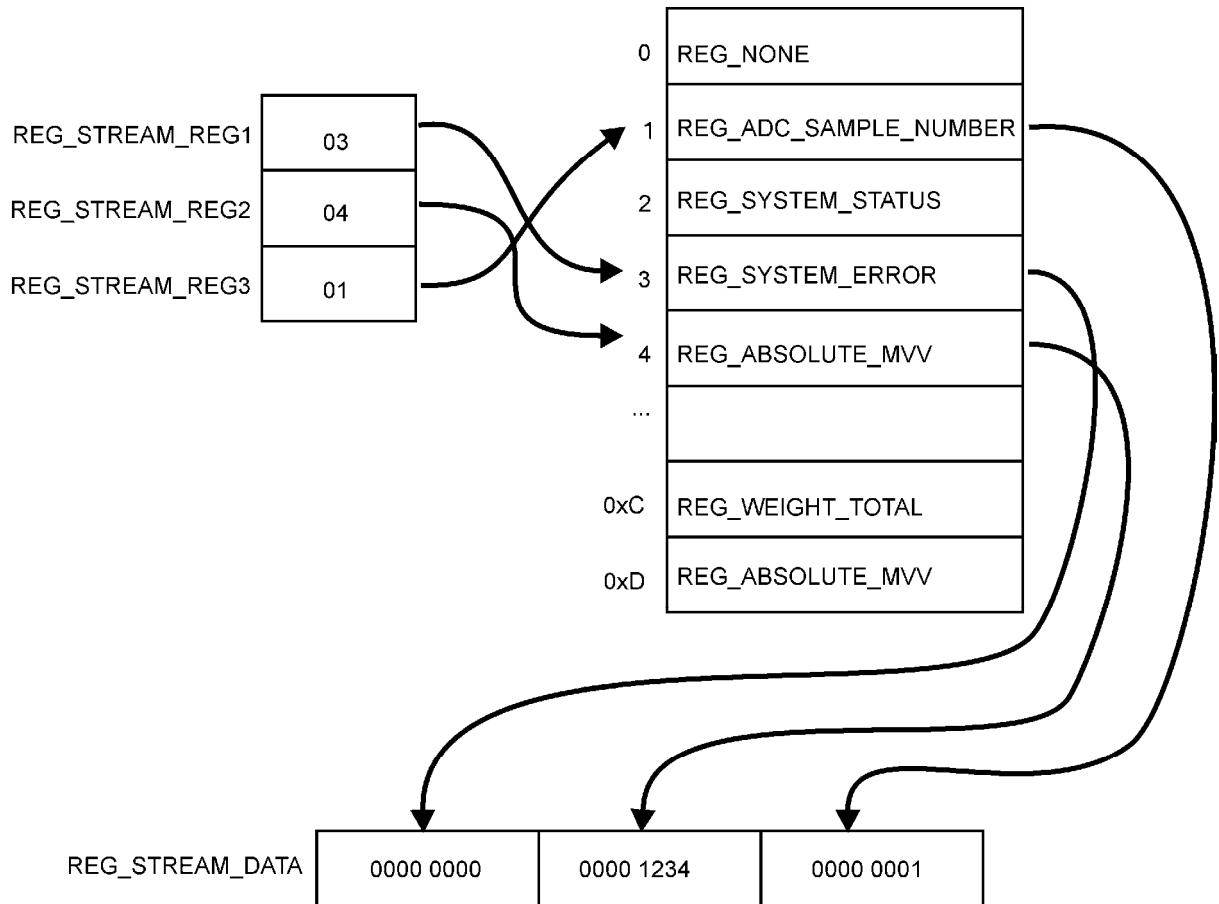 0 REG_NONE
REG_STREAM_REG1 03
1 REG_ADC_SAMPLE_NUMBER
REG_STREAM_REG2 04
2 REG_SYSTEM_STATUS
REG_STREAM_REG3 01
3 REG_SYSTEM_ERROR
4 REG_ABSOLUTE_MVV
...
0xC REG_WEIGHT_TOTAL
0xD REG_ABSOLUTE_MVV
REG_STREAM_DATA 0000 0000 0000 1234 0000 0001